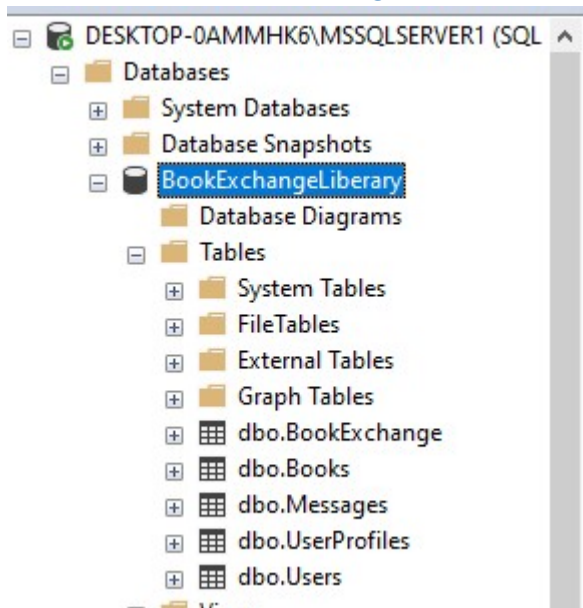 DESKTOP-0AMMHK6\MSSQLSERVER1 (SQL
Databases
System Databases
Database Snapshots
BookExchangeLiberary
Database Diagrams
Tables
System Tables
FileTables
External Tables
Graph Tables
dbo.BookExchange
dbo.Books
dbo.Messages
dbo.UserProfiles
dbo.Users